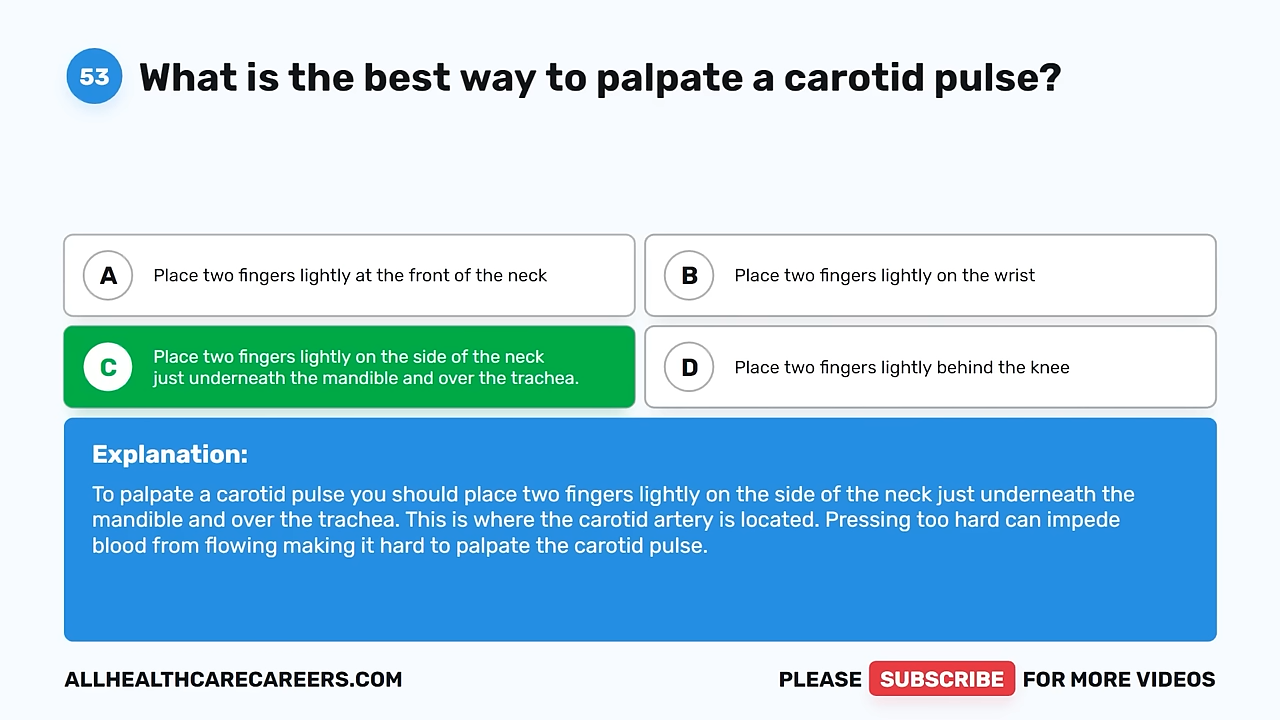 53 What is the best way to palpate a carotid pulse?
A Place two fingers lightly at the front of the neck
B Place two fingers lightly on the wrist
C Place two fingers lightly on the side of the neck
just underneath the mandible and over the trachea.
D Place two fingers lightly behind the knee
Explanation:
To palpate a carotid pulse you should place two fingers lightly on the side of the neck just underneath the
mandible and over the trachea. This is where the carotid artery is located. Pressing too hard can impede
blood from flowing making it hard to palpate the carotid pulse.
ALLHEALTHCARECAREERS.COM
PLEASE SUBSCRIBE FOR MORE VIDEOS